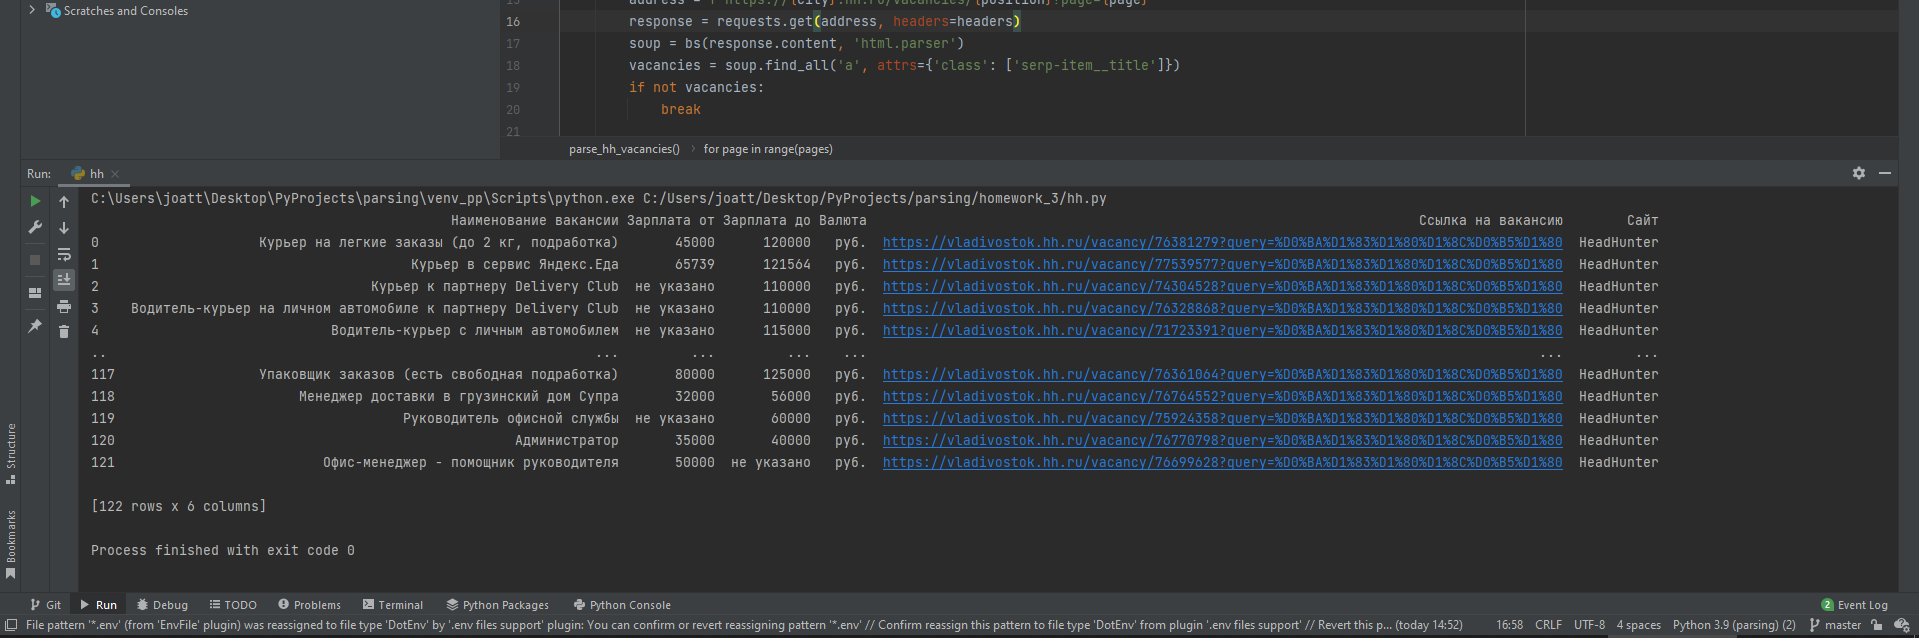 Scratches and Consoles
15 address = f'https://{city}.hh.ru/vacancies/{position}?page={page}'
16 response = requests.get(address, headers=headers)
17 soup = bs(response.content, 'html.parser')
18 vacancies = soup.find_all('a', attrs={'class': ['serp-item__title']})
19 if not vacancies:
20 break
21
parse_hh_vacancies() › for page in range(pages)
Run: hh
C:\Users\joatt\Desktop\PyProjects\parsing\venv_pp\Scripts\python.exe C:/Users/joatt/Desktop/PyProjects/parsing/homework_3/hh.py
Наименование вакансии Зарплата от Зарплата до Валюта Ссылка на вакансию Сайт
0 Курьер на легкие заказы (до 2 кг, подработка) 45000 120000 руб. https://vladivostok.hh.ru/vacancy/76381279?query=%D0%BA%D1%83%D1%80%D1%8C%D0%B5%D1%80 HeadHunter
1 Курьер в сервис Яндекс.Еда 65739 121564 руб. https://vladivostok.hh.ru/vacancy/77539577?query=%D0%BA%D1%83%D1%80%D1%8C%D0%B5%D1%80 HeadHunter
2 Курьер к партнеру Delivery Club не указано 110000 руб. https://vladivostok.hh.ru/vacancy/74304528?query=%D0%BA%D1%83%D1%80%D1%8C%D0%B5%D1%80 HeadHunter
3 Водитель-курьер на личном автомобиле к партнеру Delivery Club не указано 110000 руб. https://vladivostok.hh.ru/vacancy/76328868?query=%D0%BA%D1%83%D1%80%D1%8C%D0%B5%D1%80 HeadHunter
4 Водитель-курьер с личным автомобилем не указано 115000 руб. https://vladivostok.hh.ru/vacancy/71723391?query=%D0%BA%D1%83%D1%80%D1%8C%D0%B5%D1%80 HeadHunter
.. ... ... ... ... ... ...
117 Упаковщик заказов (есть свободная подработка) 80000 125000 руб. https://vladivostok.hh.ru/vacancy/76361064?query=%D0%BA%D1%83%D1%80%D1%8C%D0%B5%D1%80 HeadHunter
118 Менеджер доставки в грузинский дом Супра 32000 56000 руб. https://vladivostok.hh.ru/vacancy/76764552?query=%D0%BA%D1%83%D1%80%D1%8C%D0%B5%D1%80 HeadHunter
119 Руководитель офисной службы не указано 60000 руб. https://vladivostok.hh.ru/vacancy/75924358?query=%D0%BA%D1%83%D1%80%D1%8C%D0%B5%D1%80 HeadHunter
120 Администратор 35000 40000 руб. https://vladivostok.hh.ru/vacancy/76770798?query=%D0%BA%D1%83%D1%80%D1%8C%D0%B5%D1%80 HeadHunter
121 Офис-менеджер - помощник руководителя 50000 не указано руб. https://vladivostok.hh.ru/vacancy/76699628?query=%D0%BA%D1%83%D1%80%D1%8C%D0%B5%D1%80 HeadHunter
[122 rows x 6 columns]
Process finished with exit code 0
Structure
Bookmarks
Git Run Debug TODO Problems Terminal Python Packages Python Console 2 Event Log
File pattern '*.env' (from 'EnvFile' plugin) was reassigned to file type 'DotEnv' by '.env files support' plugin: You can confirm or revert reassigning pattern '*.env' // Confirm reassign this pattern to file type 'DotEnv' from plugin '.env files support' // Revert this p... (today 14:52) 16:58 CRLF UTF-8 4 spaces Python 3.9 (parsing) (2) master